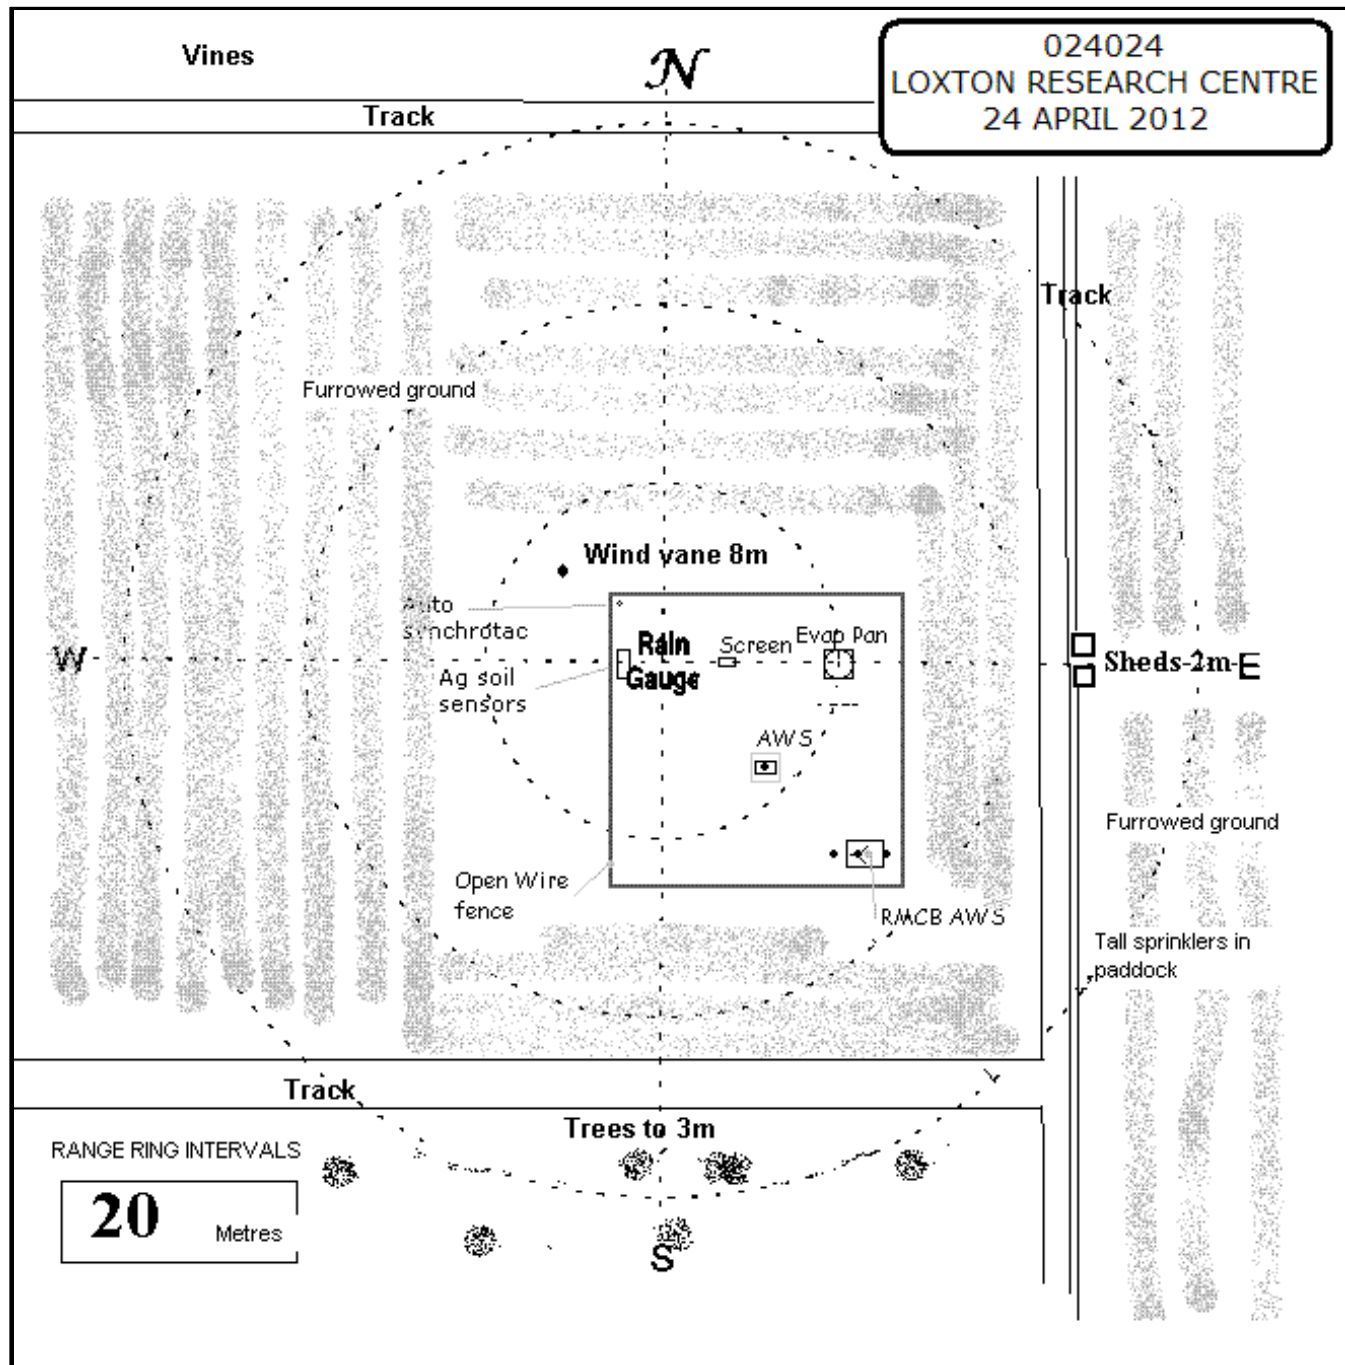 Vines
N
024024
LOXTON RESEARCH CENTRE
24 APRIL 2012
Track
Track
Furrowed ground
Wind vane 8m
Auto
synchrotac
Rain
Gauge
Screen
Evap Pan
W
Sheds-2m
E
Ag soil
sensors
AWS
Furrowed ground
Open Wire
fence
RMCB AWS
Tall sprinklers in
paddock
Track
Trees to 3m
RANGE RING INTERVALS
20 Metres
S